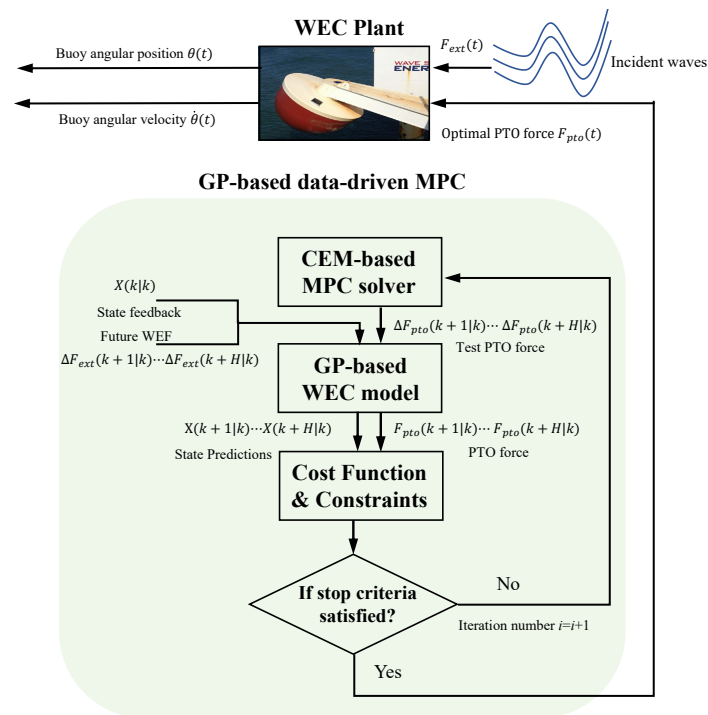 WEC Plant
Buoy angular position θ(t)
F_ext(t)
Incident waves
WAVE S
ENER
Buoy angular velocity θ̇(t)
Optimal PTO force F_pto(t)
GP-based data-driven MPC
CEM-based
MPC solver
X(k|k)
State feedback
Future WEF
ΔF_ext(k + 1|k)⋯ΔF_ext(k + H|k)
ΔF_pto(k + 1|k)⋯ ΔF_pto(k + H|k)
Test PTO force
GP-based
WEC model
X(k + 1|k)⋯X(k + H|k)
State Predictions
F_pto(k + 1|k)⋯ F_pto(k + H|k)
PTO force
Cost Function
& Constraints
If stop criteria
satisfied?
No
Iteration number i=i+1
Yes